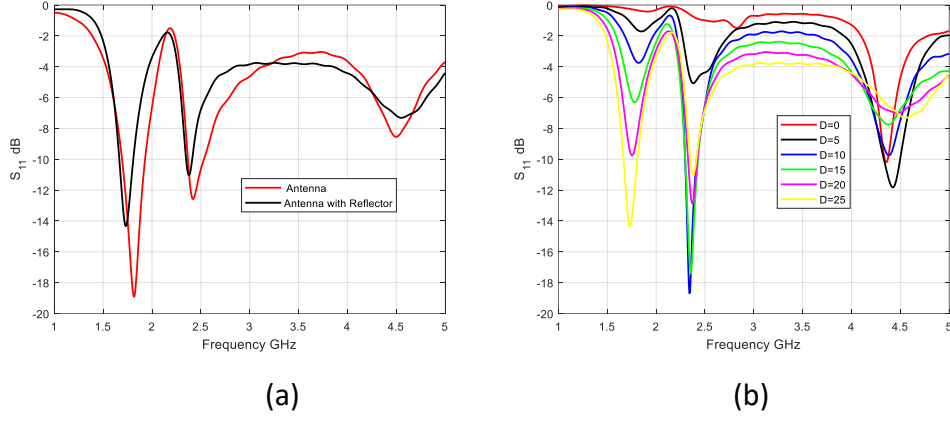 0
-2
-4
-6
-8
-10
-12
-14
-16
-18
-20
S11 dB
1
1.5
2
2.5
3
3.5
4
4.5
5
Frequency GHz
Antenna
Antenna with Reflector
(a)
0
-2
-4
-6
-8
-10
-12
-14
-16
-18
-20
S11 dB
1
1.5
2
2.5
3
3.5
4
4.5
5
Frequency GHz
D=0
D=5
D=10
D=15
D=20
D=25
(b)